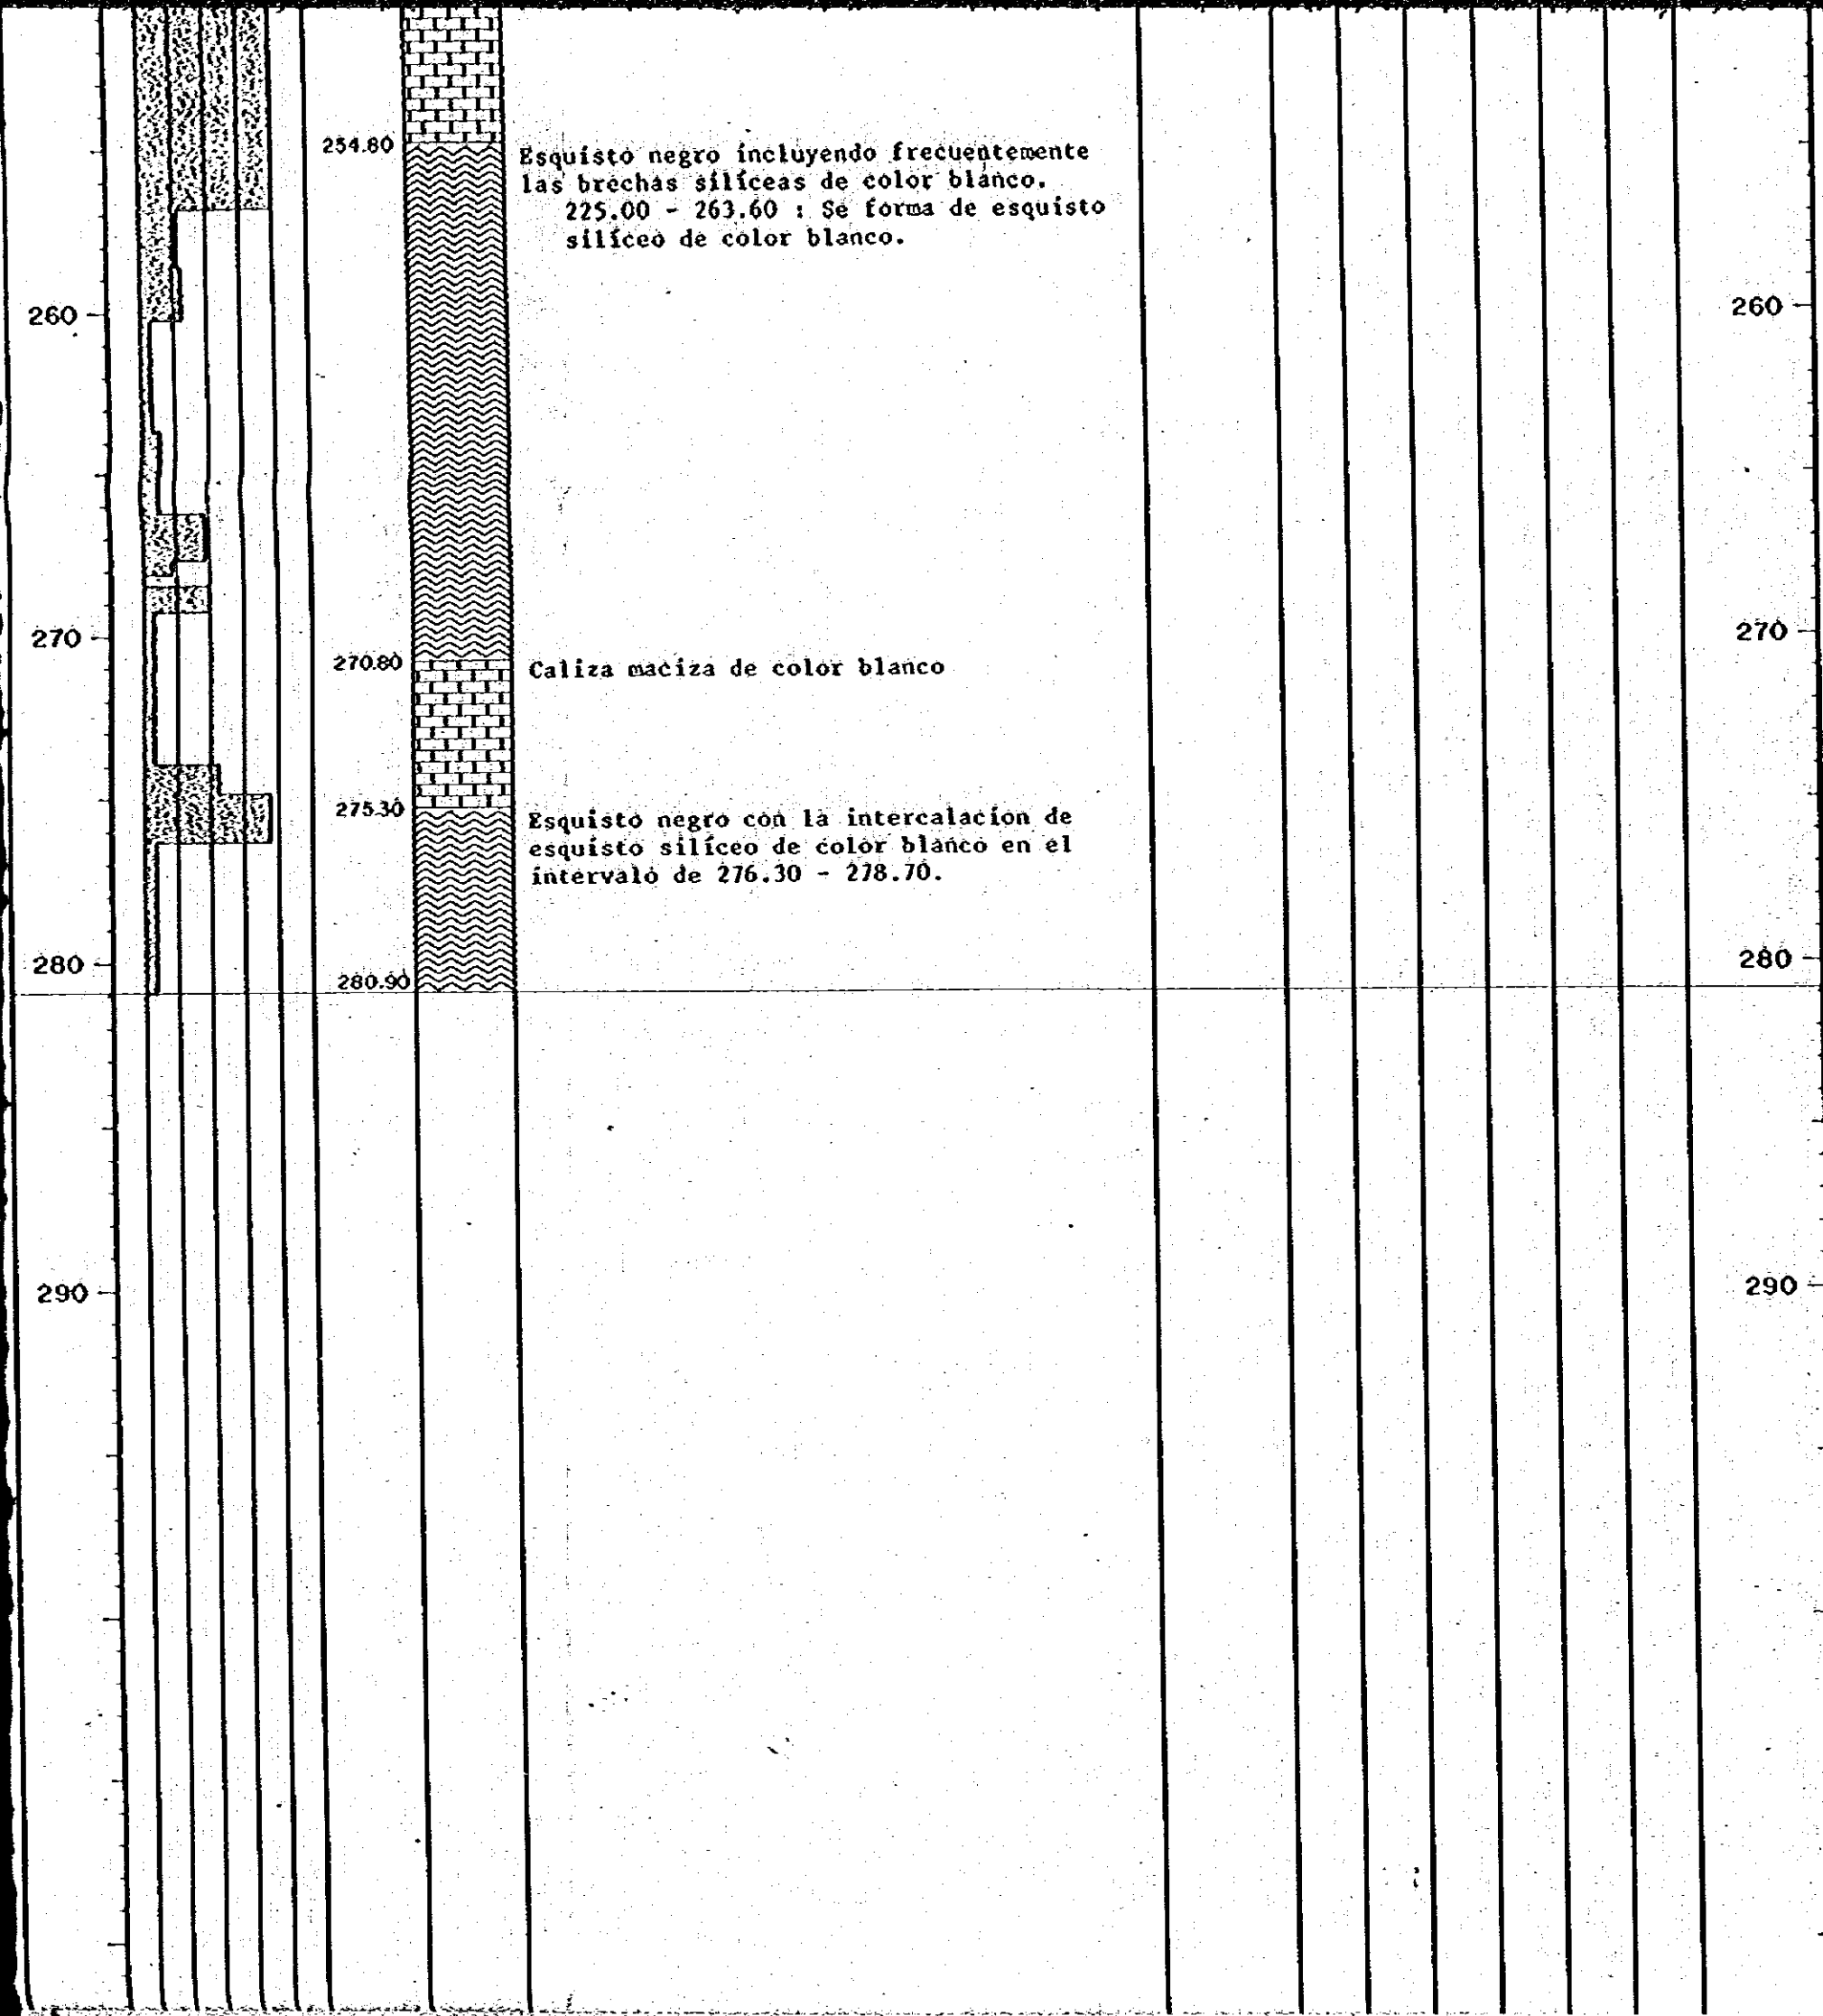 254.80
Esquisto negro incluyendo frecuentemente
las brechas silíceas de color blanco.
225.00 - 263.60 : Se forma de esquisto
silíceo de color blanco.
260
260
270
270
270.80
Caliza maciza de color blanco
275.30
Esquisto negro con la intercalación de
esquisto silíceo de color blanco en el
intervalo de 276.30 - 278.70.
280
280
280.90
290
290